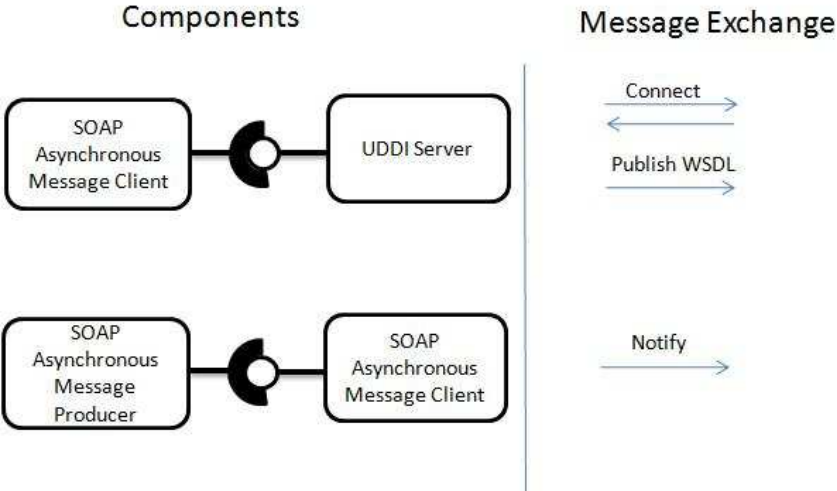 Components
Message Exchange
SOAP
Asynchronous
Message Client
UDDI Server
Connect
Publish WSDL
SOAP
Asynchronous
Message
Producer
SOAP
Asynchronous
Message Client
Notify